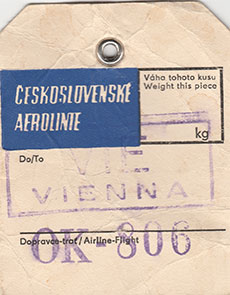 ČESKOSLOVENSKÉ
AEROLINIE
Váha tohoto kusu
Weight this piece
kg
Do/To
VIE
VIENNA
Dopravce-trať/Airline-Flight
OK-806